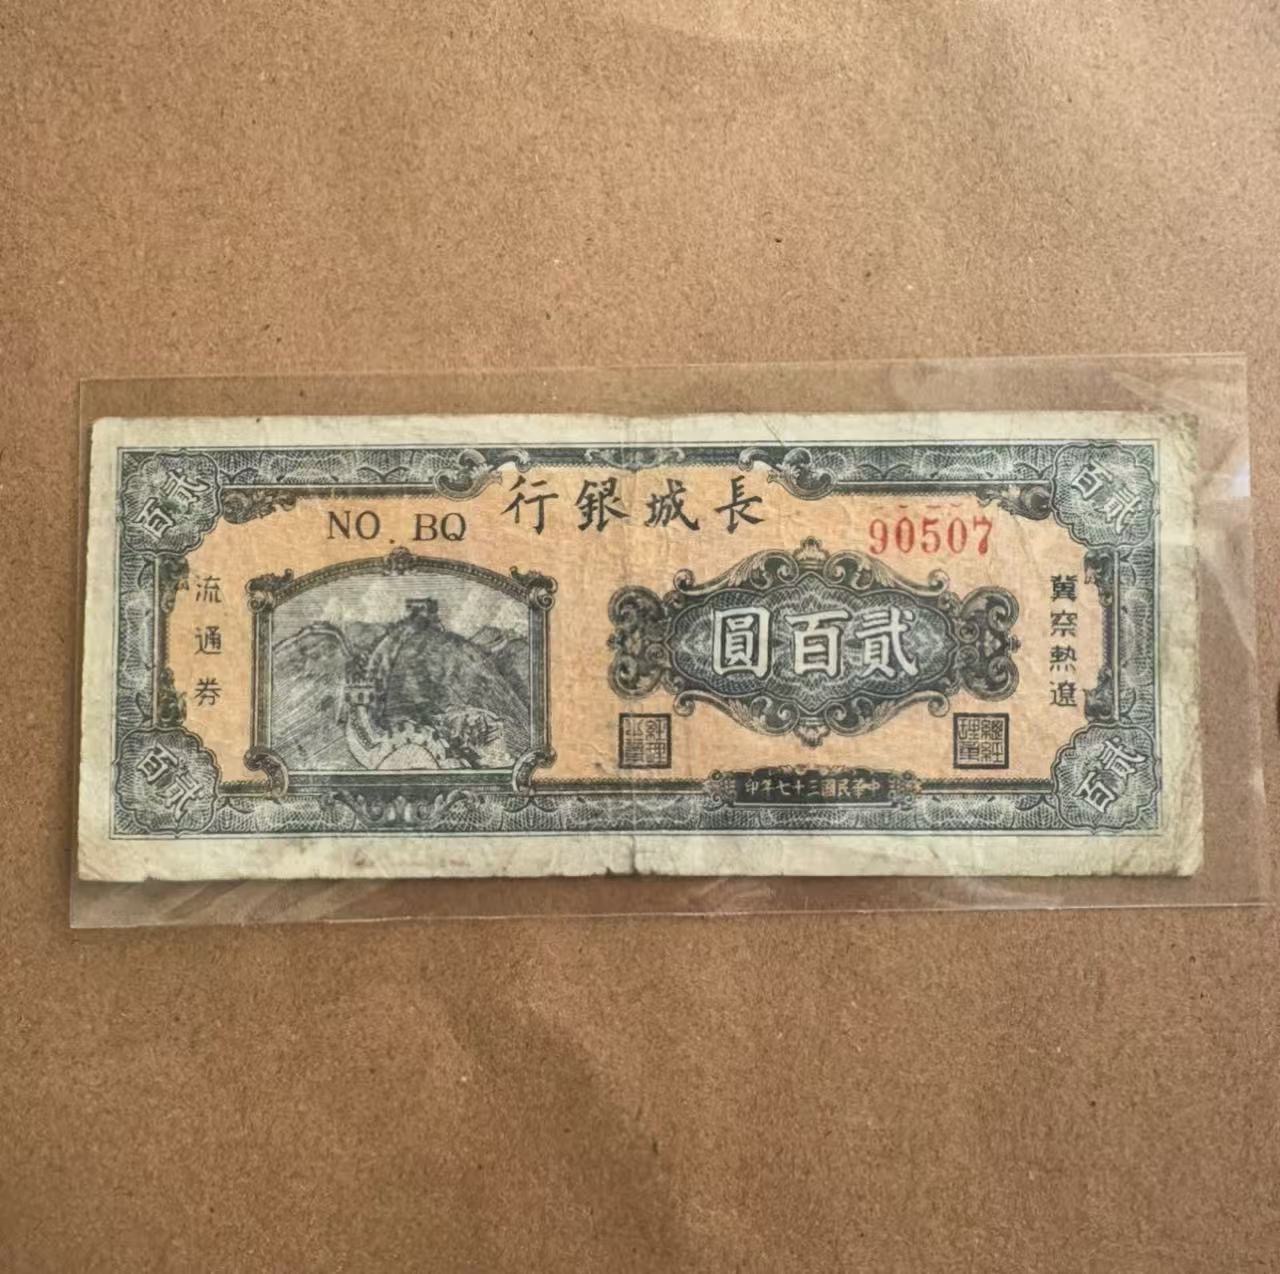 長城銀行
NO. BQ
90507
冀察熱遼
流通券
貳百圓
中華民國三十七年印
貳百
貳百
貳百
貳百